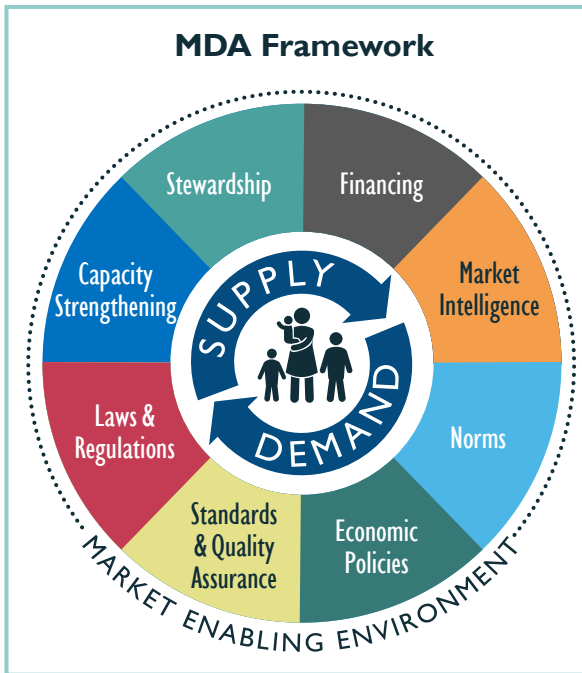 MDA Framework
Stewardship
Financing
Capacity
Strengthening
Market
Intelligence
SUPPLY
DEMAND
Laws &
Regulations
Norms
Standards
& Quality
Assurance
Economic
Policies
MARKET ENABLING ENVIRONMENT